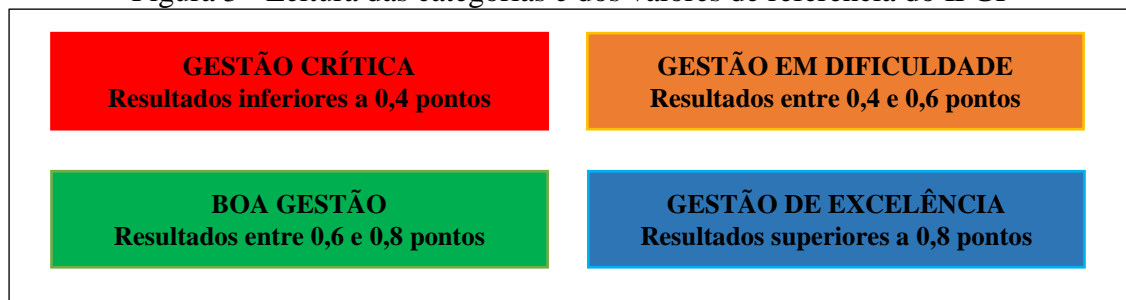 GESTÃO CRÍTICA
Resultados inferiores a 0,4 pontos
GESTÃO EM DIFICULDADE
Resultados entre 0,4 e 0,6 pontos
BOA GESTÃO
Resultados entre 0,6 e 0,8 pontos
GESTÃO DE EXCELÊNCIA
Resultados superiores a 0,8 pontos